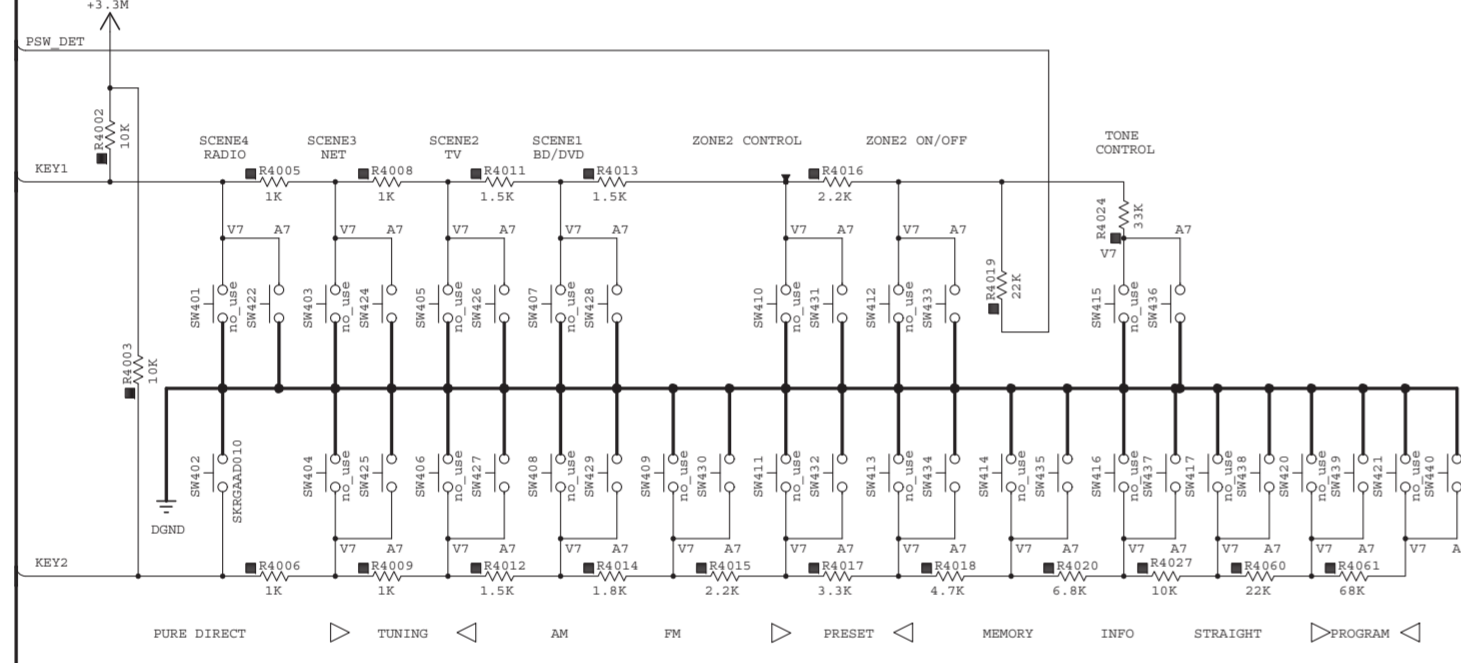 +3.3M
PSW_DET
R4002
10K
SCENE4
RADIO
SCENE3
NET
SCENE2
TV
SCENE1
BD/DVD
ZONE2 CONTROL
ZONE2 ON/OFF
TONE
CONTROL
KEY1
R4005
1K
R4008
1K
R4011
1.5K
R4013
1.5K
R4016
2.2K
R4024
33K
V7 A7 V7 A7 V7 A7 V7 A7 V7 A7 V7 A7 V7 A7
SW401
no_use
SW422
SW403
no_use
SW424
SW405
no_use
SW426
SW407
no_use
SW428
SW410
no_use
SW431
SW412
no_use
SW433
R4019
22K
SW415
no_use
SW436
R4003
10K
DGND
SW402
SKRGAAD010
SW404
no_use
SW425
SW406
no_use
SW427
SW408
no_use
SW429
SW409
no_use
SW430
SW411
no_use
SW432
SW413
no_use
SW434
SW414
no_use
SW435
SW416
no_use
SW437
SW417
no_use
SW438
SW420
no_use
SW439
SW421
no_use
SW440
V7 A7 V7 A7 V7 A7 V7 A7 V7 A7 V7 A7 V7 A7 V7 A7 V7 A7 V7 A7 V7 A
KEY2
R4006
1K
R4009
1K
R4012
1.5K
R4014
1.8K
R4015
2.2K
R4017
3.3K
R4018
4.7K
R4020
6.8K
R4027
10K
R4060
22K
R4061
68K
PURE DIRECT
TUNING
AM
FM
PRESET
MEMORY
INFO
STRAIGHT
PROGRAM